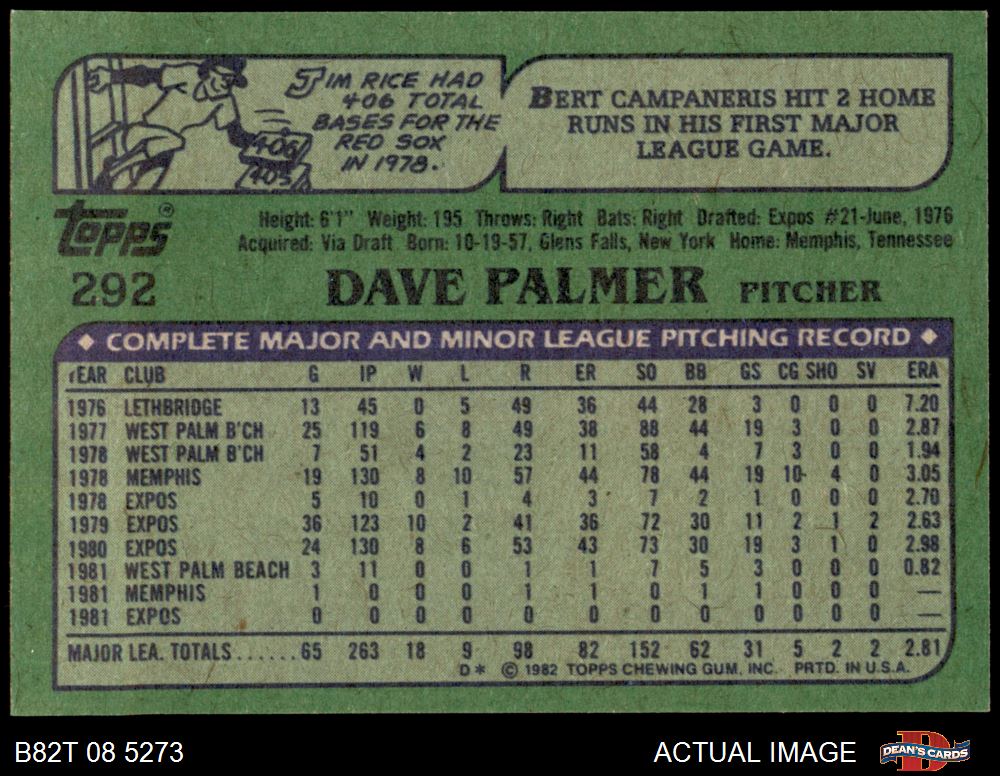 JIM RICE HAD
406 TOTAL
BASES FOR THE
RED SOX
IN 1978.
406
405
BERT CAMPANERIS HIT 2 HOME
RUNS IN HIS FIRST MAJOR
LEAGUE GAME.
TOPPS®
292
Height: 6'1" Weight: 195 Throws: Right Bats: Right Drafted: Expos #21-June, 1976
Acquired: Via Draft Born: 10-19-57, Glens Falls, New York Home: Memphis, Tennessee
DAVE PALMER PITCHER
◆ COMPLETE MAJOR AND MINOR LEAGUE PITCHING RECORD ◆
YEAR CLUB G IP W L R ER SO BB GS CG SHO SV ERA
1976 LETHBRIDGE 13 45 0 5 49 36 44 28 3 0 0 0 7.20
1977 WEST PALM B'CH 25 119 6 8 49 38 88 44 19 3 0 0 2.87
1978 WEST PALM B'CH 7 51 4 2 23 11 58 4 7 3 0 0 1.94
1978 MEMPHIS 19 130 8 10 57 44 78 44 19 10 4 0 3.05
1978 EXPOS 5 10 0 1 4 3 7 2 1 0 0 0 2.70
1979 EXPOS 36 123 10 2 41 36 72 30 11 2 1 2 2.63
1980 EXPOS 24 130 8 6 53 43 73 30 19 3 1 0 2.98
1981 WEST PALM BEACH 3 11 0 0 1 1 7 5 3 0 0 0 0.82
1981 MEMPHIS 1 0 0 0 1 1 0 1 1 0 0 0 —
1981 EXPOS 0 0 0 0 0 0 0 0 0 0 0 0 —
MAJOR LEA. TOTALS......65 263 18 9 98 82 152 62 31 5 2 2 2.81
D* © 1982 TOPPS CHEWING GUM, INC. PRTD. IN U.S.A.
B82T 08 5273
ACTUAL IMAGE
D
DEAN'S CARDS